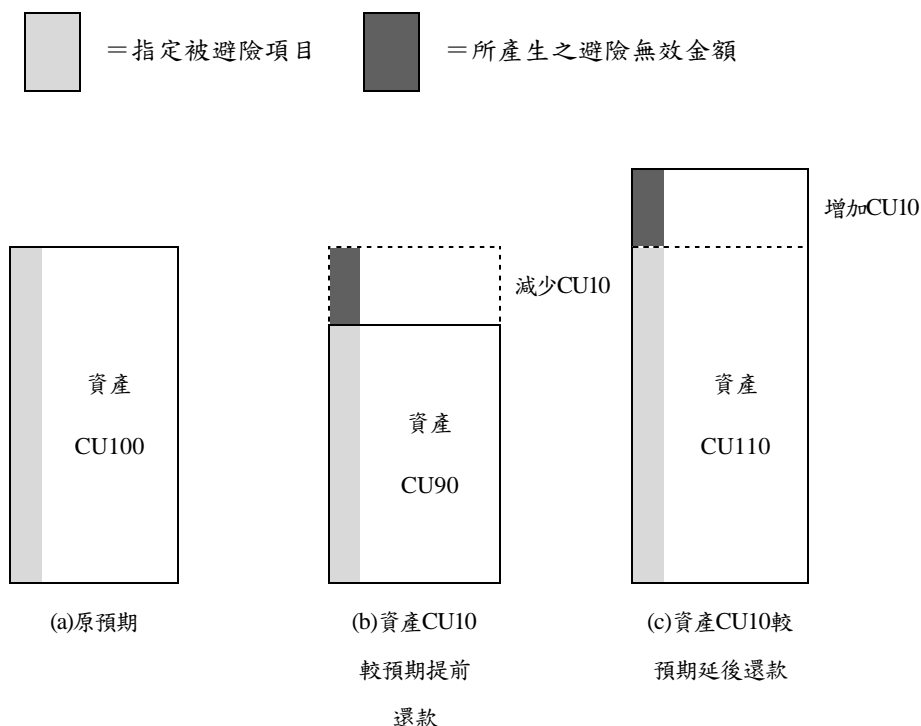 ＝指定被避險項目
＝所產生之避險無效金額
增加CU10
減少CU10
資產
CU100
資產
CU90
資產
CU110
(a)原預期
(b)資產CU10
較預期提前
還款
(c)資產CU10較
預期延後還款